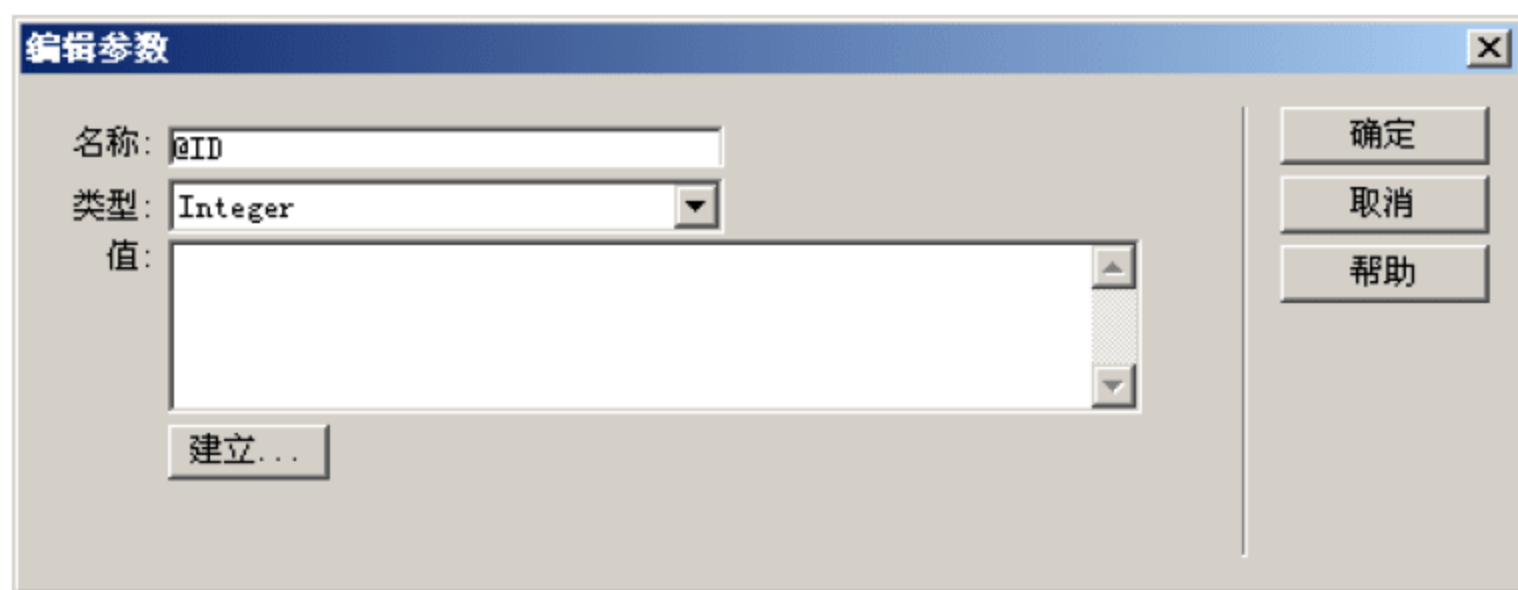 编辑参数
名称: @ID
类型: Integer
值:
建立...
确定
取消
帮助